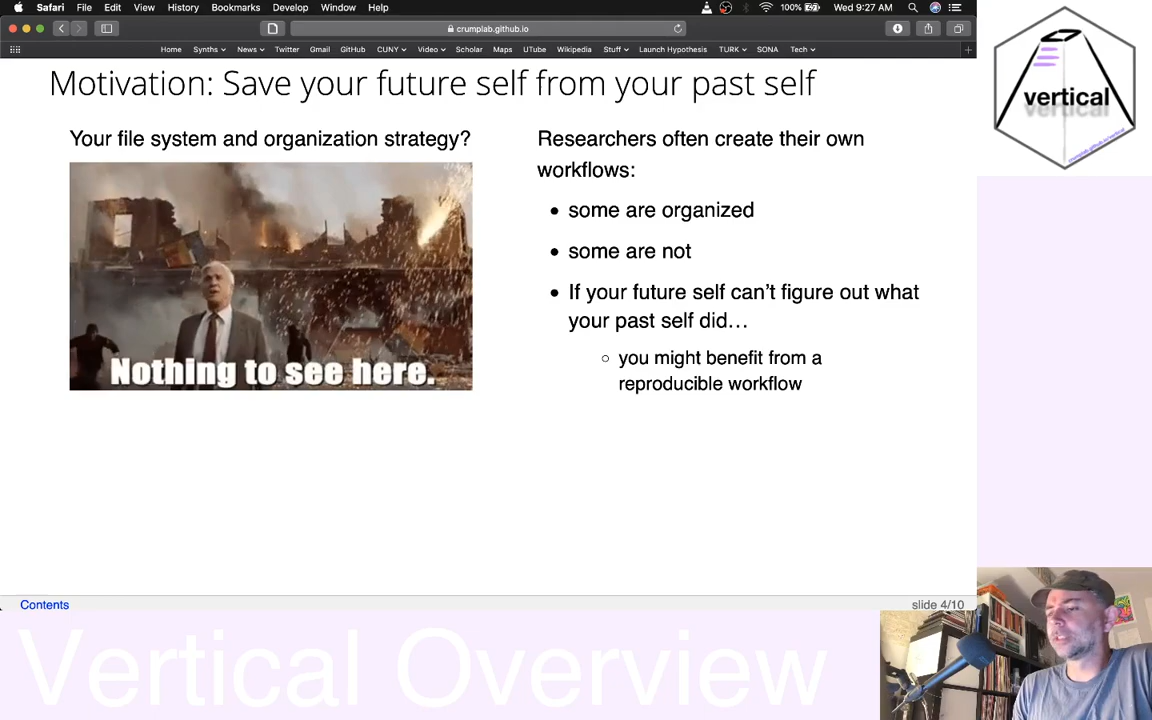 Safari File Edit View History Bookmarks Develop Window Help 100% Wed 9:27 AM
crumplab.github.io
Home Synths News Twitter Gmail GitHub CUNY Video Scholar Maps UTube Wikipedia Stuff Launch Hypothesis TURK SONA Tech
Motivation: Save your future self from your past self
Your file system and organization strategy?
Nothing to see here.
Researchers often create their own
workflows:
• some are organized
• some are not
• If your future self can't figure out what
your past self did…
○ you might benefit from a
reproducible workflow
Contents
slide 4/10
vertical
crumplab.github.io/vertical
Vertical Overview